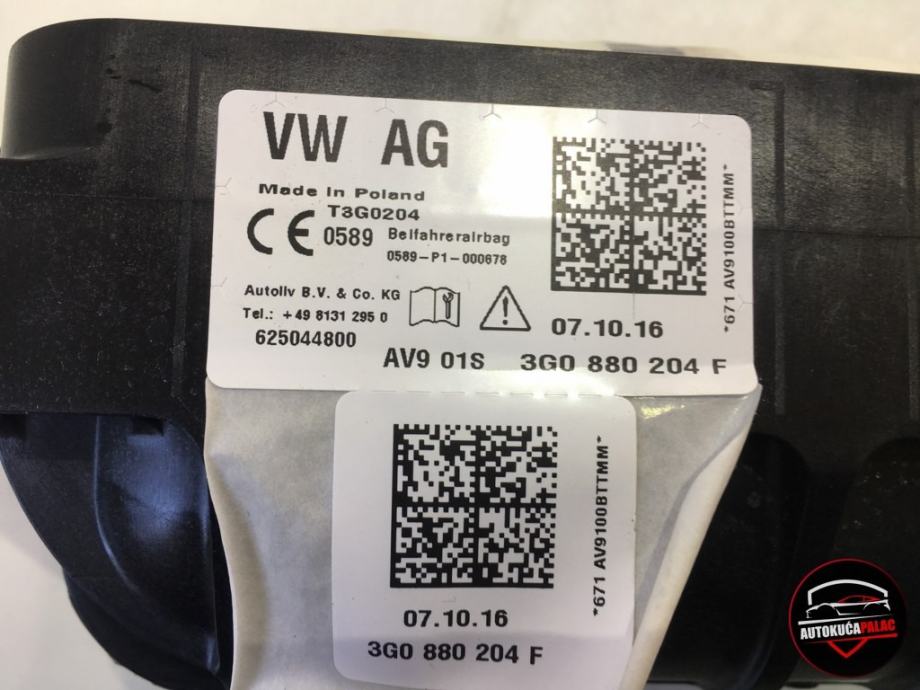 VW AG
Made in Poland
T3G0204
CE 0589 Beifahrerairbag
0589-P1-000678
Autoliv B.V. & Co. KG
Tel.: +49 8131 295 0
625044800
07.10.16
AV9 01S 3G0 880 204 F
*671 AV9100BTTMM*
*671 AV9100BTTMM*
07.10.16
3G0 880 204 F
AUTOKUĆAPALAC